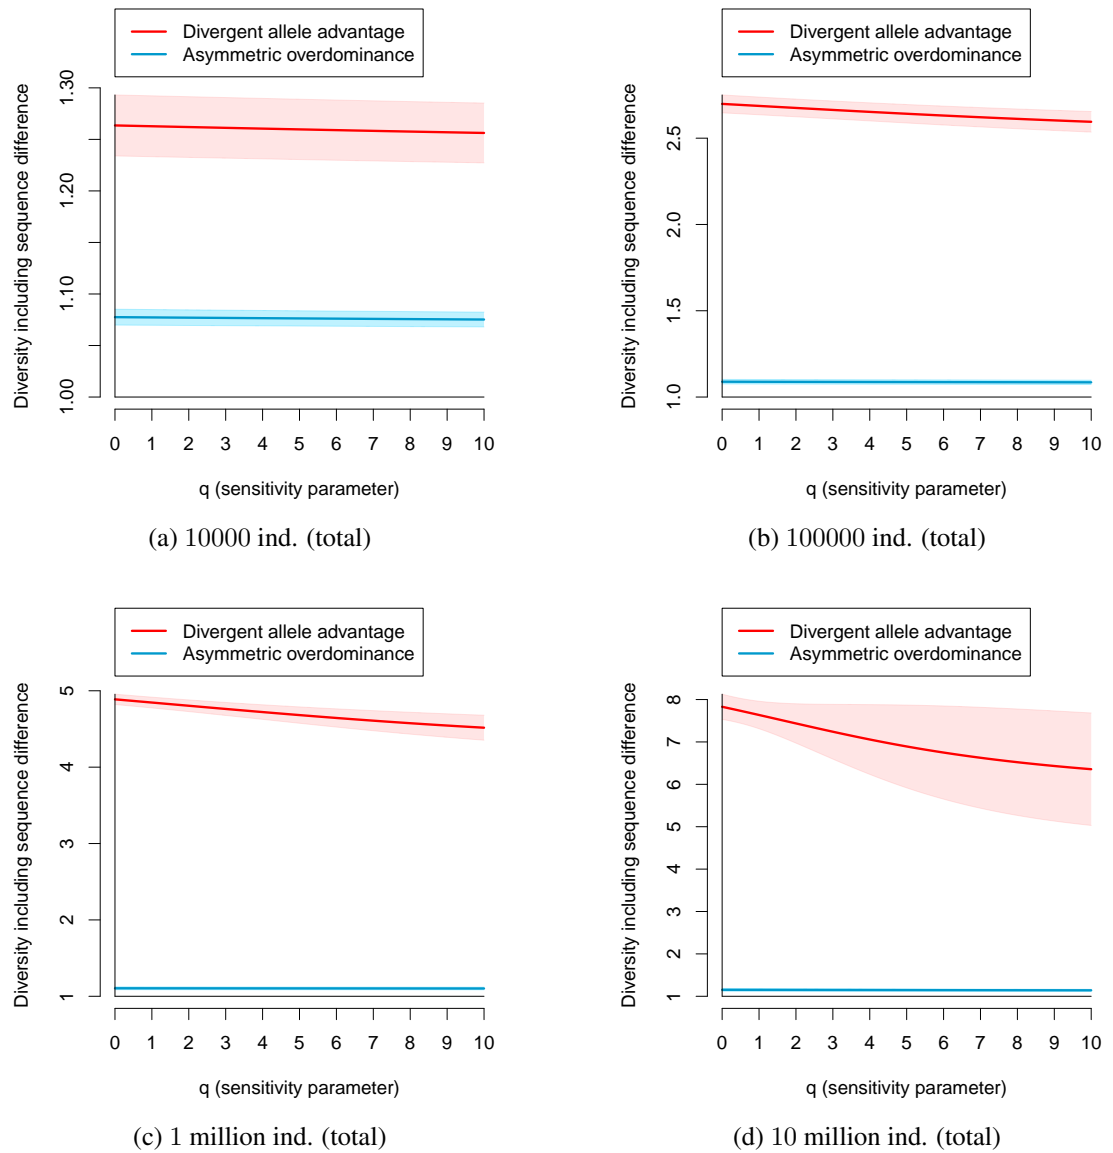 Divergent allele advantage
Asymmetric overdominance
Diversity including sequence difference
1.00
1.10
1.20
1.30
0 1 2 3 4 5 6 7 8 9 10
q (sensitivity parameter)
(a) 10000 ind. (total)
Divergent allele advantage
Asymmetric overdominance
Diversity including sequence difference
1.0
1.5
2.0
2.5
0 1 2 3 4 5 6 7 8 9 10
q (sensitivity parameter)
(b) 100000 ind. (total)
Divergent allele advantage
Asymmetric overdominance
Diversity including sequence difference
1
2
3
4
5
0 1 2 3 4 5 6 7 8 9 10
q (sensitivity parameter)
(c) 1 million ind. (total)
Divergent allele advantage
Asymmetric overdominance
Diversity including sequence difference
1
2
3
4
5
6
7
8
0 1 2 3 4 5 6 7 8 9 10
q (sensitivity parameter)
(d) 10 million ind. (total)